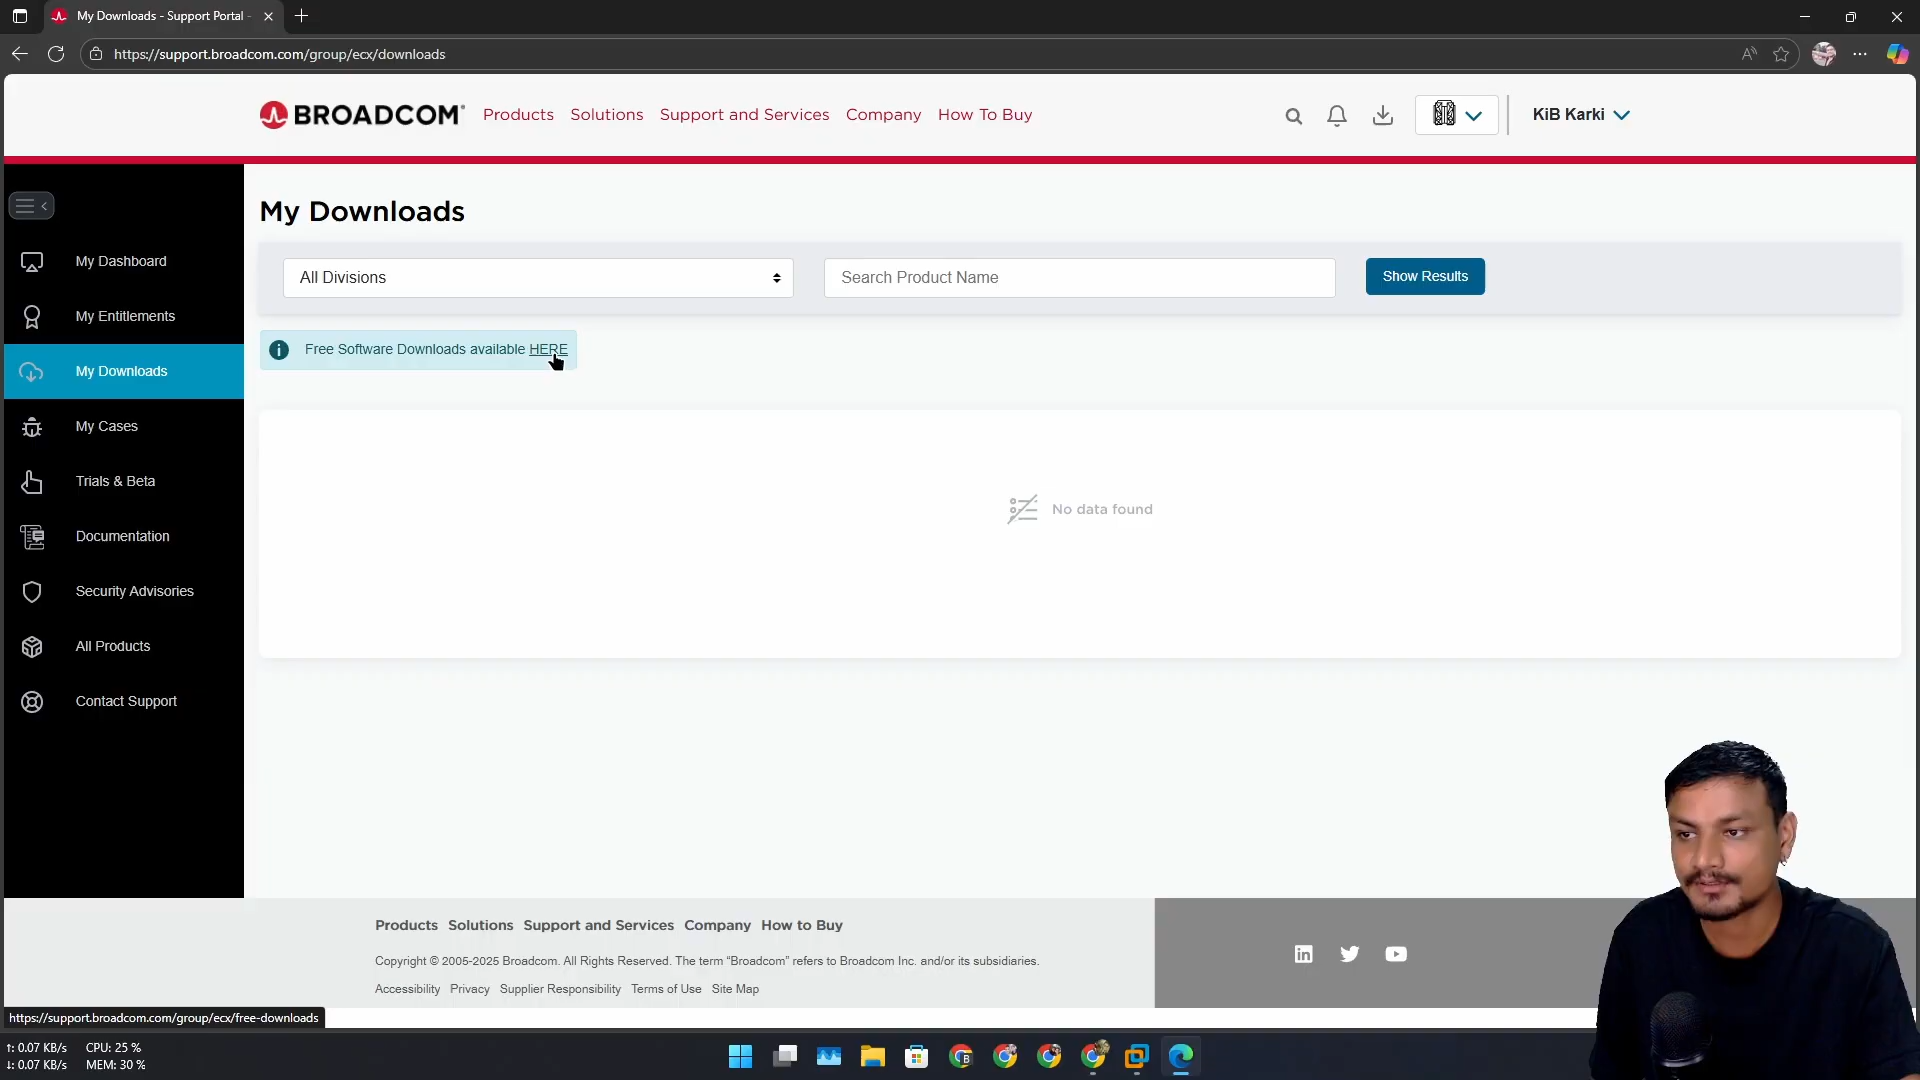 My Downloads - Support Portal -
https://support.broadcom.com/group/ecx/downloads
BROADCOM Products Solutions Support and Services Company How To Buy
KiB Karki
My Downloads
My Dashboard
My Entitlements
My Downloads
My Cases
Trials & Beta
Documentation
Security Advisories
All Products
Contact Support
All Divisions
Search Product Name
Show Results
Free Software Downloads available HERE
No data found
Products Solutions Support and Services Company How to Buy
Copyright © 2005-2025 Broadcom. All Rights Reserved. The term “Broadcom” refers to Broadcom Inc. and/or its subsidiaries.
Accessibility Privacy Supplier Responsibility Terms of Use Site Map
https://support.broadcom.com/group/ecx/free-downloads
↑: 0.07 KB/s CPU: 25 %
↓: 0.07 KB/s MEM: 30 %